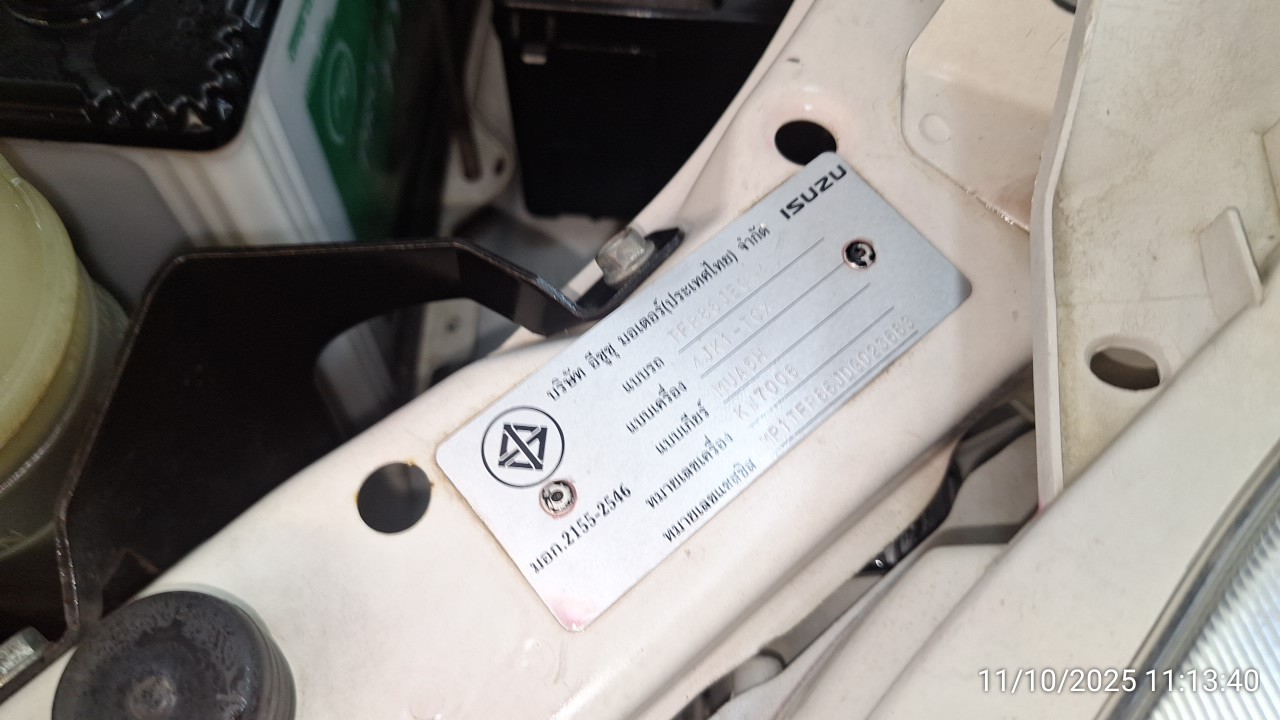 ISUZU
บริษัท อีซูซุ มอเตอร์(ประเทศไทย) จำกัด
แบบรถ
แบบเครื่อง 4JK1-TCX
แบบเกียร์ MUA5H
หมายเลขเครื่อง KV7006
หมายเลขแชสซิส
มอก.2155-2546
11/10/2025 11:13:40